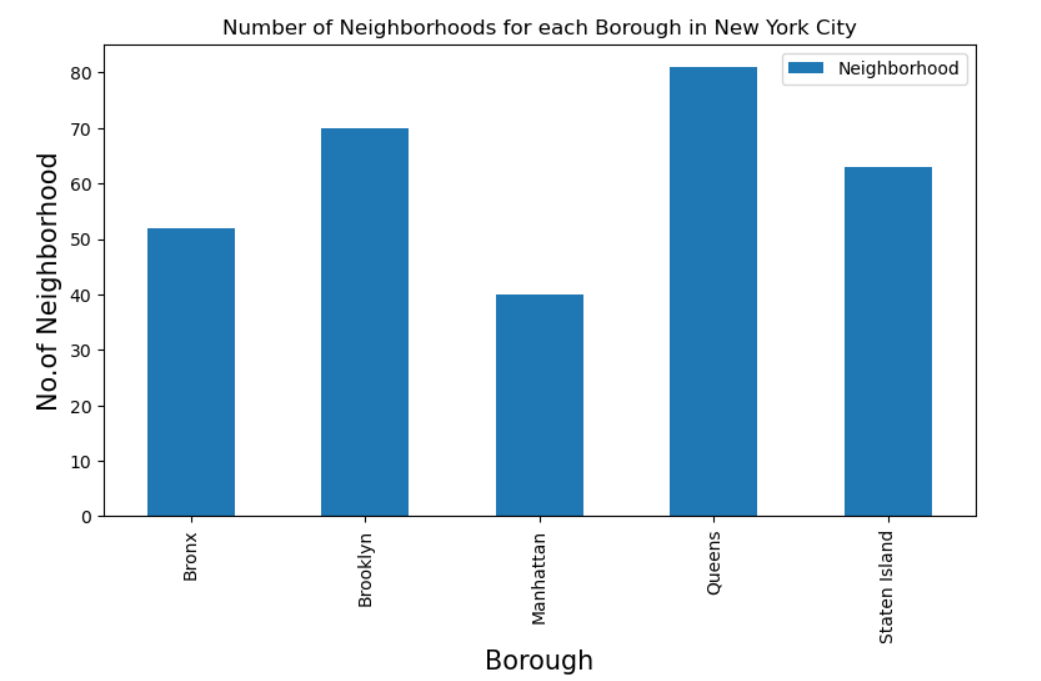 Number of Neighborhoods for each Borough in New York City
Neighborhood
No.of Neighborhood
80
70
60
50
40
30
20
10
0
Bronx
Brooklyn
Manhattan
Queens
Staten Island
Borough